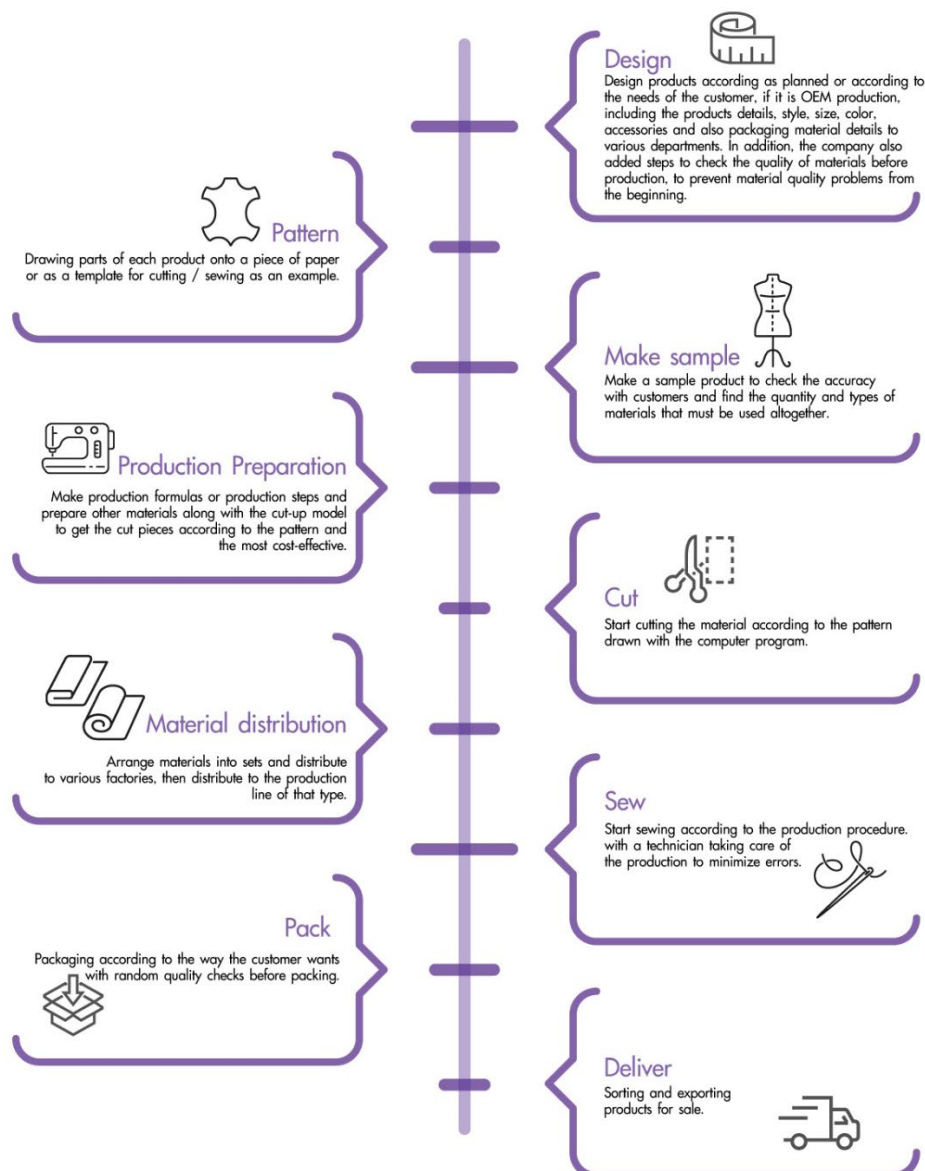 Design
Design products according as planned or according to
the needs of the customer, if it is OEM production,
including the products details, style, size, color,
accessories and also packaging material details to
various departments. In addition, the company also
added steps to check the quality of materials before
production, to prevent material quality problems from
the beginning.
Pattern
Drawing parts of each product onto a piece of paper
or as a template for cutting / sewing as an example.
Make sample
Make a sample product to check the accuracy
with customers and find the quantity and types of
materials that must be used altogether.
Production Preparation
Make production formulas or production steps and
prepare other materials along with the cut-up model
to get the cut pieces according to the pattern and
the most cost-effective.
Cut
Start cutting the material according to the pattern
drawn with the computer program.
Material distribution
Arrange materials into sets and distribute
to various factories, then distribute to the production
line of that type.
Sew
Start sewing according to the production procedure.
with a technician taking care of
the production to minimize errors.
Pack
Packaging according to the way the customer wants
with random quality checks before packing.
Deliver
Sorting and exporting
products for sale.